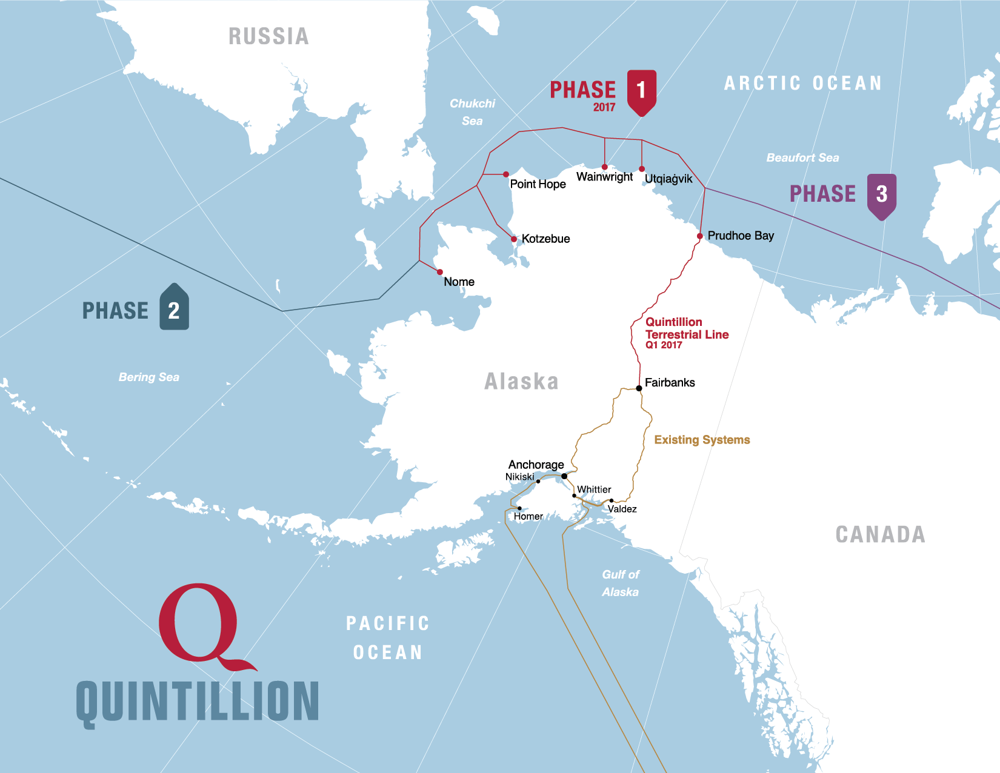 RUSSIA
PHASE 1
2017
ARCTIC OCEAN
Chukchi
Sea
Beaufort Sea
PHASE 3
Point Hope
Wainwright
Utqiaġvik
Kotzebue
Prudhoe Bay
Nome
PHASE 2
Quintillion
Terrestrial Line
Q1 2017
Bering Sea
Alaska
Fairbanks
Existing Systems
Anchorage
Nikiski
Whittier
Valdez
Homer
CANADA
Gulf of
Alaska
PACIFIC
OCEAN
Q
QUINTILLION